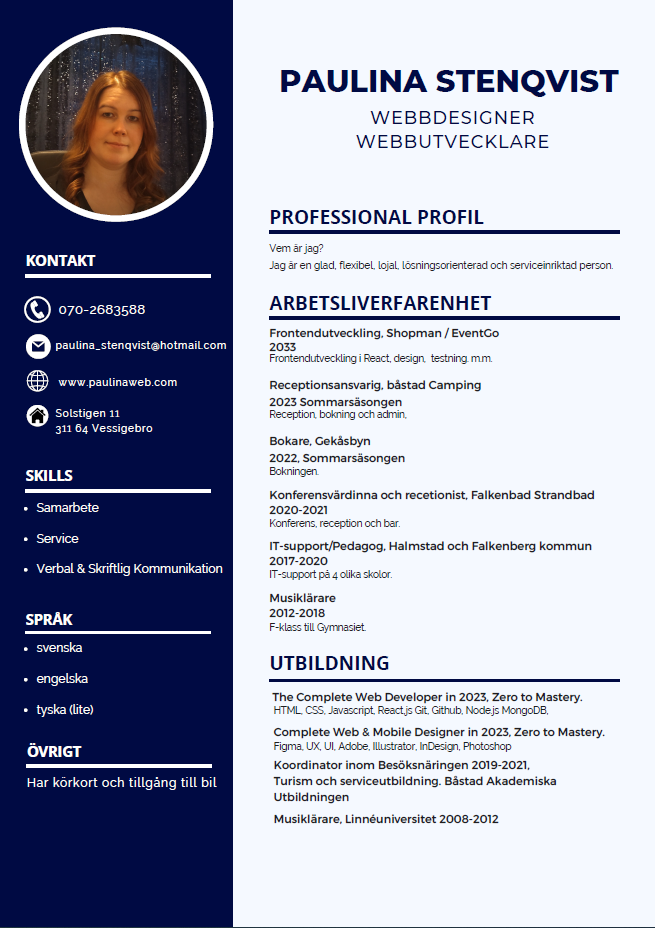 PAULINA STENQVIST
WEBBDESIGNER
WEBBUTVECKLARE
KONTAKT
070-2683588
paulina_stenqvist@hotmail.com
www.paulinaweb.com
Solstigen 11
311 64 Vessigebro
SKILLS
Samarbete
Service
Verbal & Skriftlig Kommunikation
SPRÅK
svenska
engelska
tyska (lite)
ÖVRIGT
Har körkort och tillgång till bil
PROFESSIONAL PROFIL
Vem är jag?
Jag är en glad, flexibel, lojal, lösningsorienterad och serviceinriktad person.
ARBETSLIVERFARENHET
Frontendutveckling, Shopman / EventGo
2033
Frontendutveckling i React, design, testning. m.m.
Receptionsansvarig, båstad Camping
2023 Sommarsäsongen
Reception, bokning och admin,
Bokare, Gekåsbyn
2022, Sommarsäsongen
Bokningen.
Konferensvärdinna och recetionist, Falkenbad Strandbad
2020-2021
Konferens, reception och bar.
IT-support/Pedagog, Halmstad och Falkenberg kommun
2017-2020
IT-support på 4 olika skolor.
Musiklärare
2012-2018
F-klass till Gymnasiet.
UTBILDNING
The Complete Web Developer in 2023, Zero to Mastery.
HTML, CSS, Javascript, React.js Git, Github, Node.js MongoDB,
Complete Web & Mobile Designer in 2023, Zero to Mastery.
Figma, UX, UI, Adobe, Illustrator, InDesign, Photoshop
Koordinator inom Besöksnäringen 2019-2021,
Turism och serviceutbildning. Båstad Akademiska
Utbildningen
Musiklärare, Linnéuniversitet 2008-2012